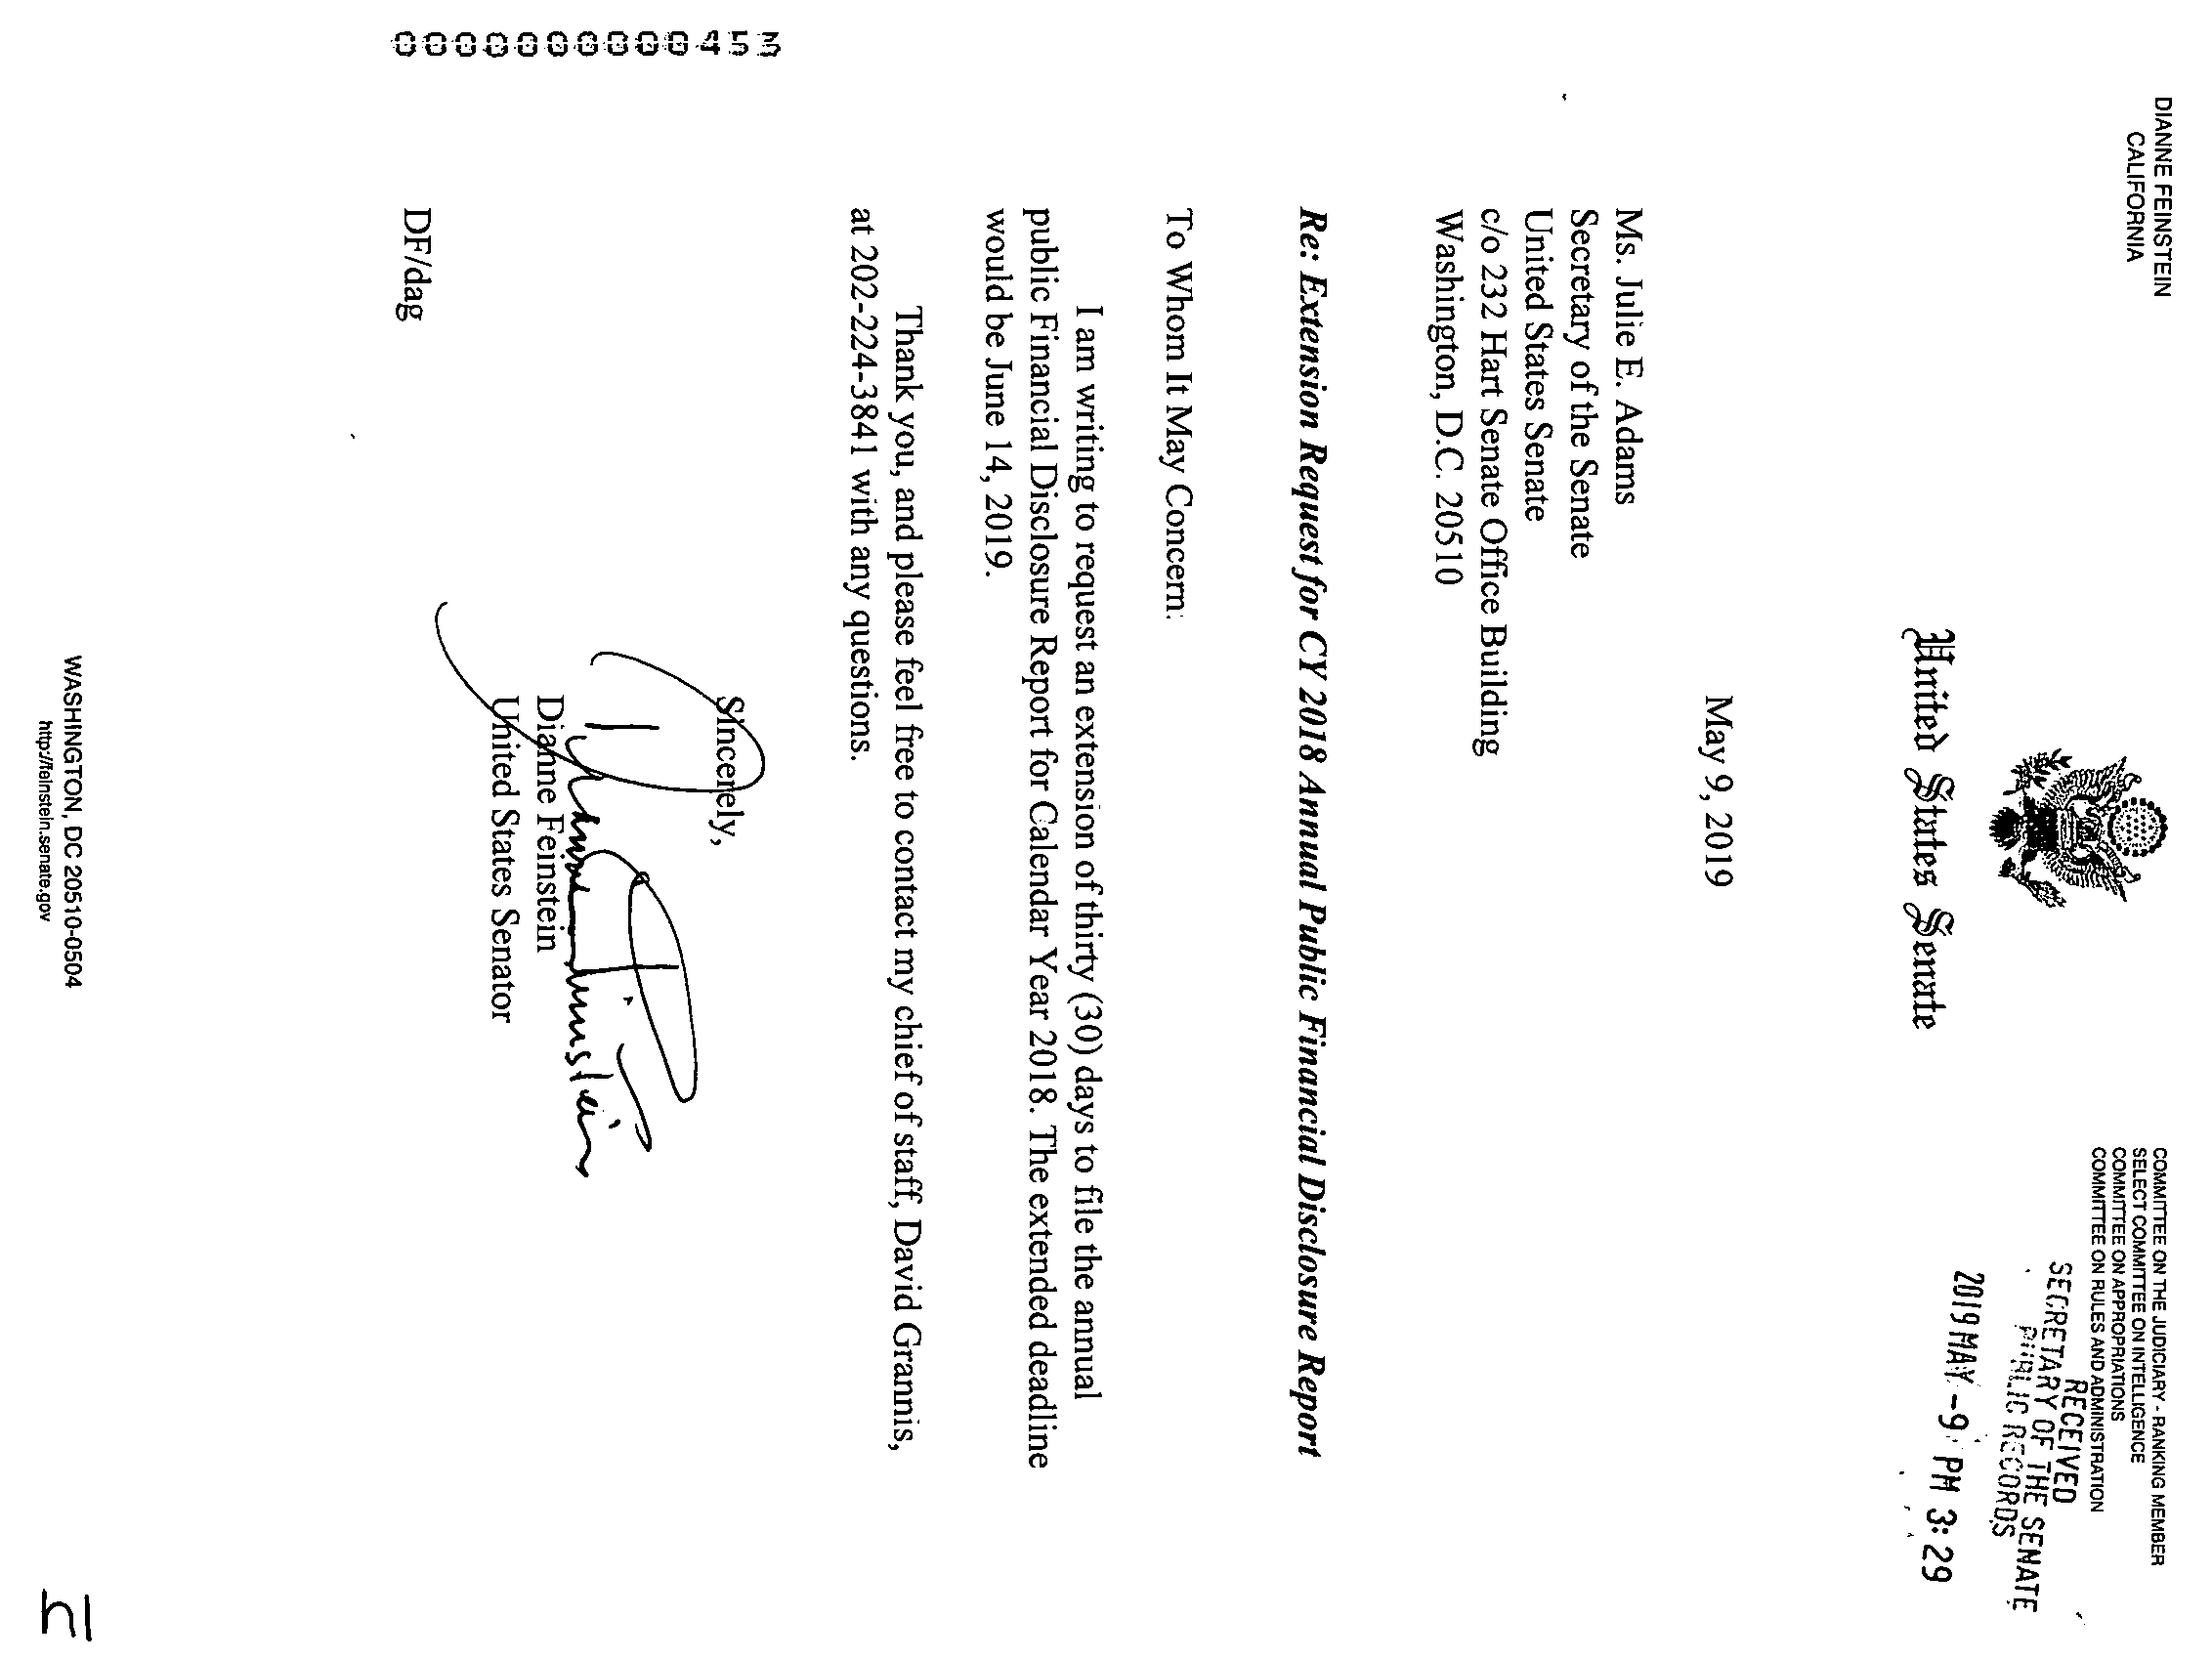 DIANNE FEINSTEIN
CALIFORNIA
COMMITTEE ON THE JUDICIARY - RANKING MEMBER
SELECT COMMITTEE ON INTELLIGENCE
COMMITTEE ON APPROPRIATIONS
COMMITTEE ON RULES AND ADMINISTRATION
RECEIVED
SECRETARY OF THE SENATE
PUBLIC RECORDS
2019 MAY -9 PM 3:29
United States Senate
May 9, 2019
Ms. Julie E. Adams
Secretary of the Senate
United States Senate
c/o 232 Hart Senate Office Building
Washington, D.C. 20510
Re: Extension Request for CY 2018 Annual Public Financial Disclosure Report
To Whom It May Concern:
I am writing to request an extension of thirty (30) days to file the annual
public Financial Disclosure Report for Calendar Year 2018. The extended deadline
would be June 14, 2019.
Thank you, and please feel free to contact my chief of staff, David Grannis,
at 202-224-3841 with any questions.
Sincerely,
Dianne Feinstein
Dianne Feinstein
United States Senator
DF/dag
WASHINGTON, DC 20510-0504
http://feinstein.senate.gov